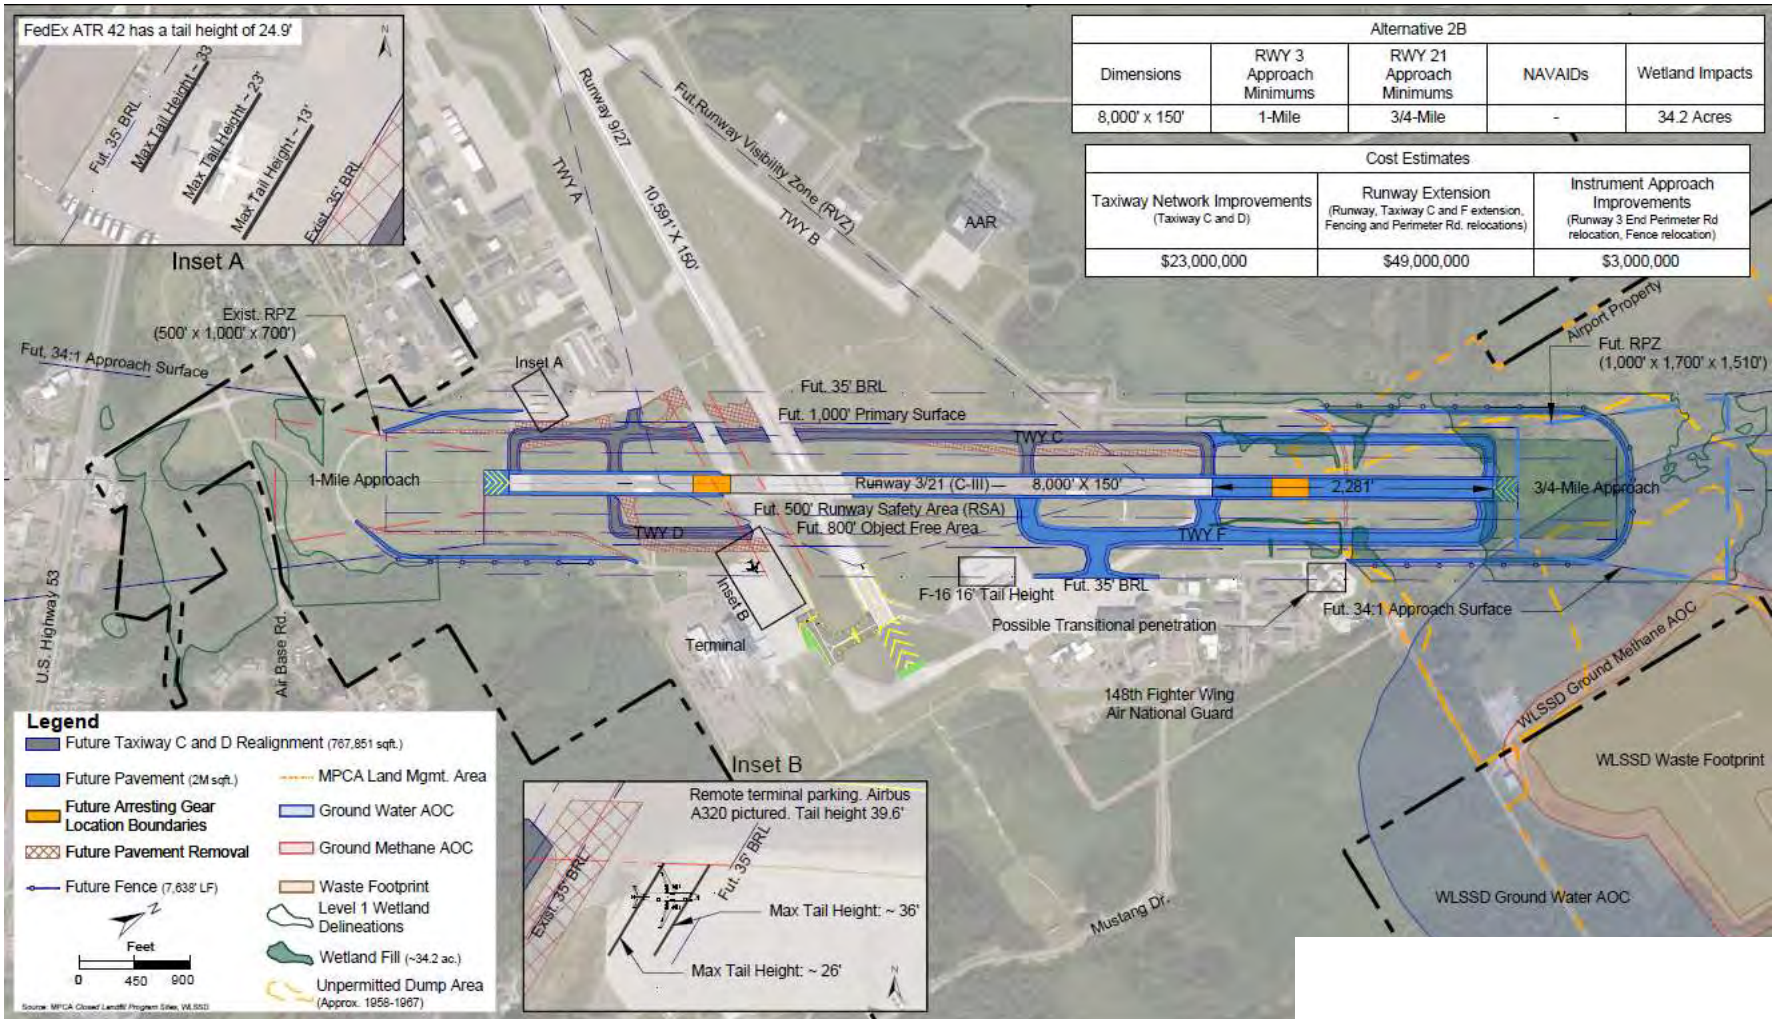 FedEx ATR 42 has a tail height of 24.9'
N
Fut. 35' BRL
Max Tail Height ~ 33'
Max Tail Height ~ 23'
Max Tail Height ~ 13'
Exist. 35' BRL
Inset A
Alternative 2B
Dimensions
RWY 3
Approach
Minimums
RWY 21
Approach
Minimums
NAVAIDs
Wetland Impacts
8,000' x 150'
1-Mile
3/4-Mile
-
34.2 Acres
Cost Estimates
Taxiway Network Improvements
(Taxiway C and D)
Runway Extension
(Runway, Taxiway C and F extension,
Fencing and Perimeter Rd. relocations)
Instrument Approach
Improvements
(Runway 3 End Perimeter Rd
relocation, Fence relocation)
$23,000,000
$49,000,000
$3,000,000
Runway 9/27
10,591' X 150'
TWY A
Fut.Runway Visibility Zone (RVZ)
TWY B
AAR
Airport Property
Exist. RPZ
(500' x 1,000' x 700')
Fut. 34:1 Approach Surface
Inset A
Fut. RPZ
(1,000' x 1,700' x 1,510')
Fut. 35' BRL
Fut. 1,000' Primary Surface
TWY C
1-Mile Approach
Runway 3/21 (C-III)
8,000' X 150'
2,281'
3/4-Mile Approach
Fut. 500' Runway Safety Area (RSA)
Fut. 800' Object Free Area
TWY D
TWY F
Inset B
F-16 16' Tail Height
Fut. 35' BRL
Fut. 34:1 Approach Surface
Possible Transitional penetration
Terminal
U.S. Highway 53
Air Base Rd.
148th Fighter Wing
Air National Guard
WLSSD Ground Methane AOC
WLSSD Waste Footprint
WLSSD Ground Water AOC
Mustang Dr.
Legend
Future Taxiway C and D Realignment (767,851 sqft.)
Future Pavement (2M sqft.)
Future Arresting Gear
Location Boundaries
Future Pavement Removal
Future Fence (7,638' LF)
MPCA Land Mgmt. Area
Ground Water AOC
Ground Methane AOC
Waste Footprint
Level 1 Wetland
Delineations
Wetland Fill (~34.2 ac.)
Unpermitted Dump Area
(Approx. 1958-1967)
N
Feet
0 450 900
Source: MPCA Closed Landfill Program Sites, WLSSD
Inset B
Remote terminal parking. Airbus
A320 pictured. Tail height 39.6'
Exist. 35' BRL
Fut. 35' BRL
Max Tail Height: ~ 36'
Max Tail Height: ~ 26'
N